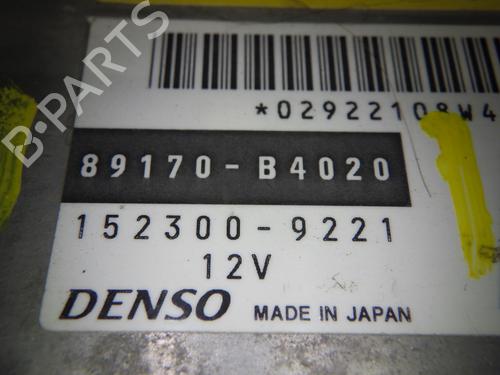 B-PARTS
*02922108W4
89170-B4020
152300-9221
12V
DENSO MADE IN JAPAN